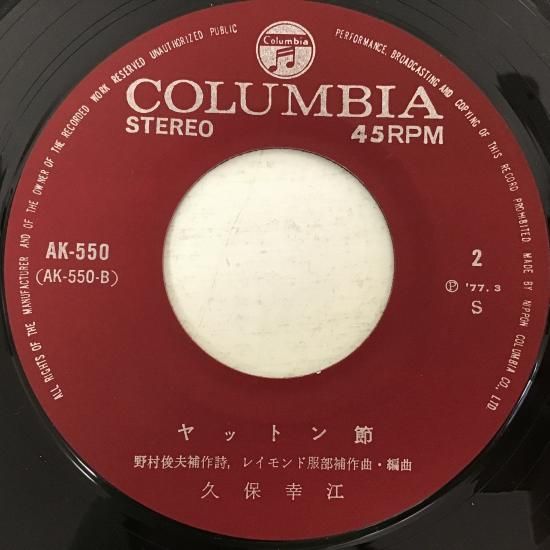 ALL RIGHTS OF THE MANUFACTURER AND OF THE OWNER OF THE RECORDED WORK RESERVED UNAUTHORIZED PUBLIC PERFORMANCE, BROADCASTING AND COPYING OF THIS RECORD PROHIBITED MADE BY NIPPON COLUMBIA CO., LTD
Columbia
COLUMBIA
STEREO 45RPM
AK-550 2
(AK-550-B) Ⓟ '77. 3
S
ヤットン節
野村俊夫補作詩, レイモンド服部補作曲・編曲
久保幸江